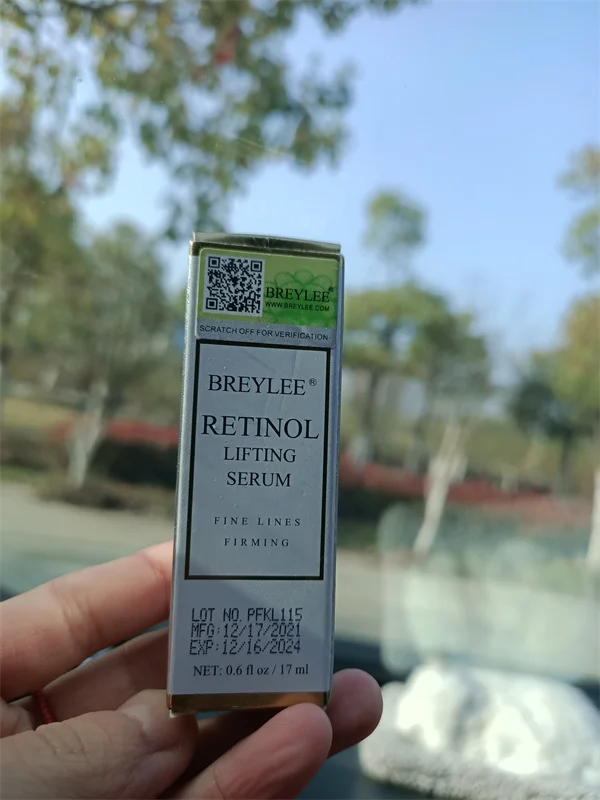 BREYLEE®
WWW.BREYLEE.COM
SCRATCH OFF FOR VERIFICATION
BREYLEE®
RETINOL
LIFTING
SERUM
FINE LINES
FIRMING
LOT NO. PFKL115
MFG:12/17/2021
EXP:12/16/2024
NET: 0.6 fl oz / 17 ml